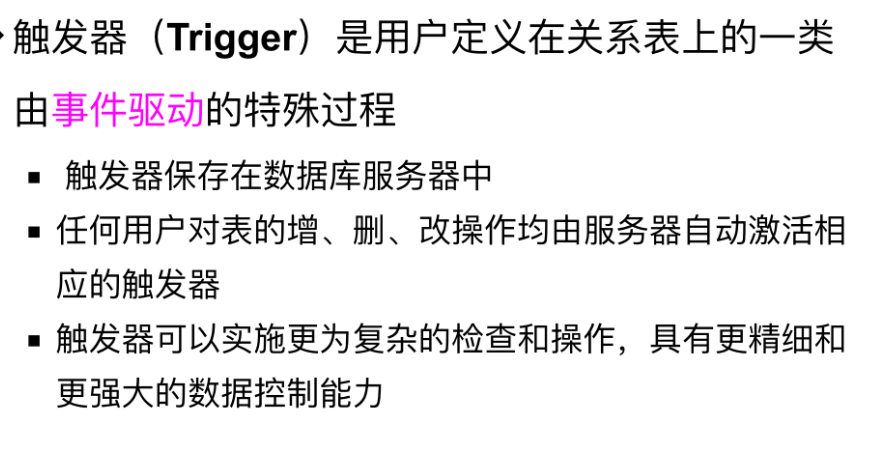 触发器（Trigger）是用户定义在关系表上的一类
由事件驱动的特殊过程
▪ 触发器保存在数据库服务器中
▪ 任何用户对表的增、删、改操作均由服务器自动激活相
应的触发器
▪ 触发器可以实施更为复杂的检查和操作，具有更精细和
更强大的数据控制能力